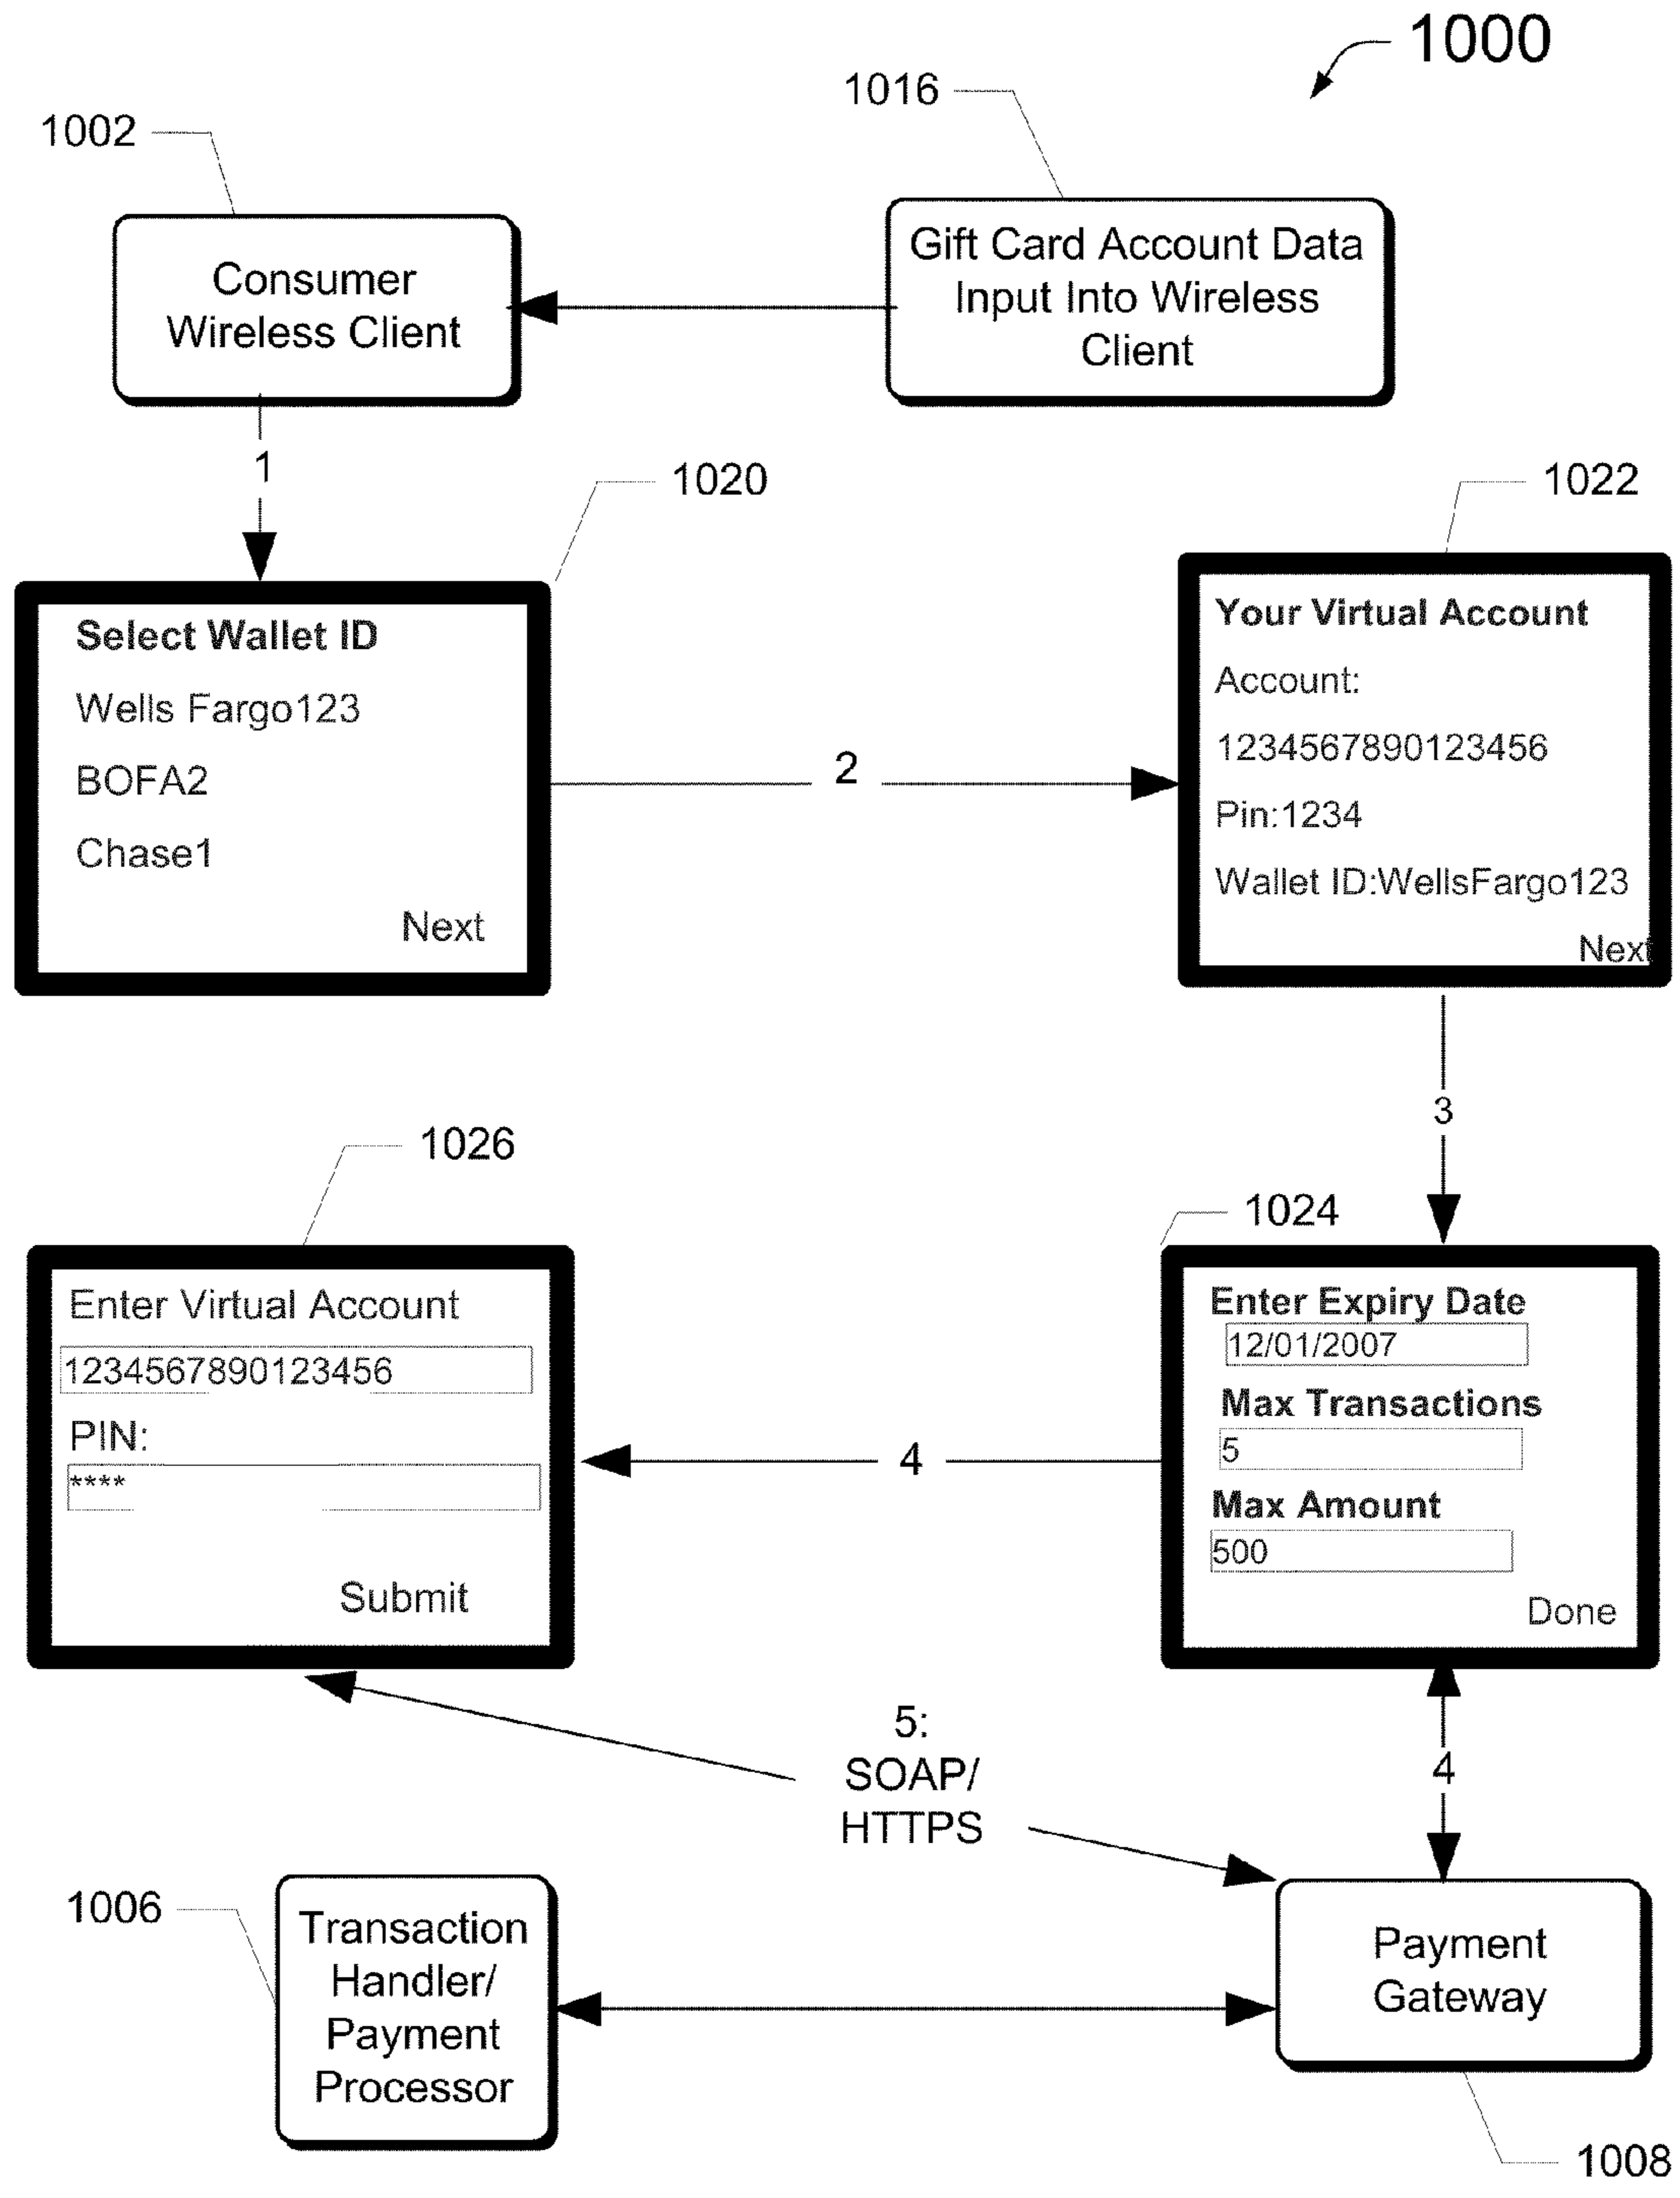 1000
1016
1002
Gift Card Account Data
Input Into Wireless
Client
Consumer
Wireless Client
1
1020
1022
Select Wallet ID
Wells Fargo123
BOFA2
Chase1
Next
Your Virtual Account
Account:
1234567890123456
Pin:1234
Wallet ID:WellsFargo123
Next
2
3
1026
1024
Enter Virtual Account
1234567890123456
PIN:
****
Submit
4
Enter Expiry Date
12/01/2007
Max Transactions
5
Max Amount
500
Done
5:
SOAP/
HTTPS
4
1006
Transaction
Handler/
Payment
Processor
Payment
Gateway
1008